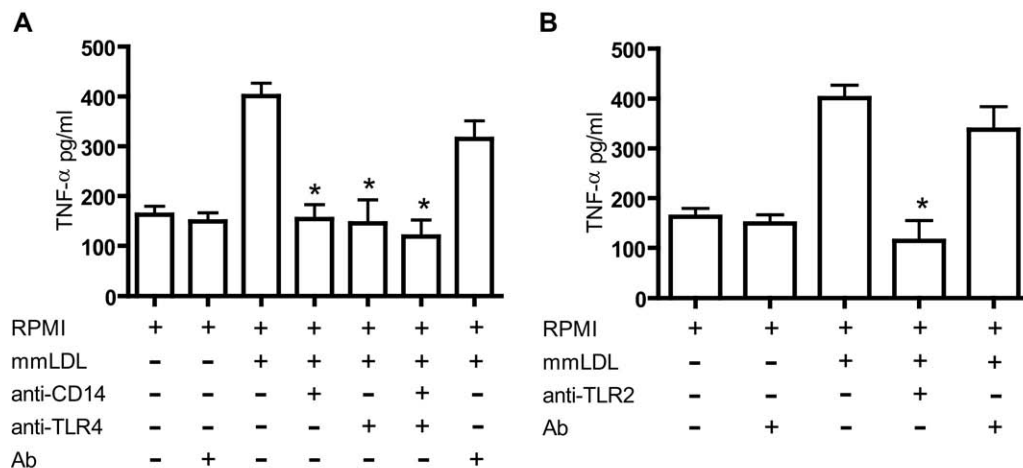 A
TNF-α pg/ml
500
400
300
200
100
0
* * *
RPMI + + + + + + +
mmLDL - - + + + + +
anti-CD14 - - - + - + -
anti-TLR4 - - - - + + -
Ab - + - - - - +
B
TNF-α pg/ml
500
400
300
200
100
0
*
RPMI + + + + +
mmLDL - - + + +
anti-TLR2 - - - + -
Ab - + - - +